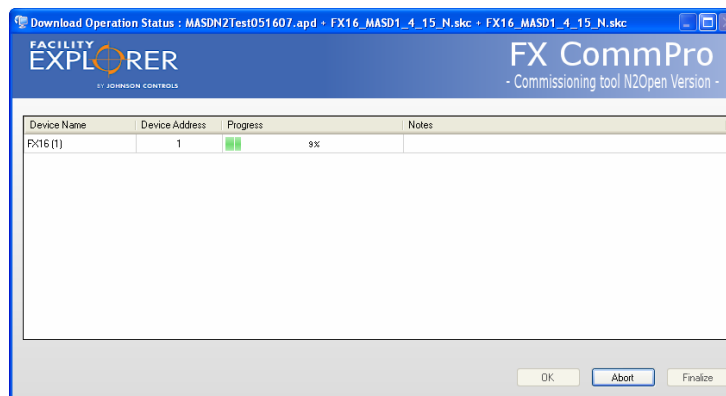 Download Operation Status : MASDN2Test051607.apd + FX16_MASD1_4_15_N.skc + FX16_MASD1_4_15_N.skc
FACILITY
EXPLORER
BY JOHNSON CONTROLS
FX CommPro
- Commissioning tool N2Open Version -
Device Name Device Address Progress Notes
FX16 (1) 1 9%
OK Abort Finalize